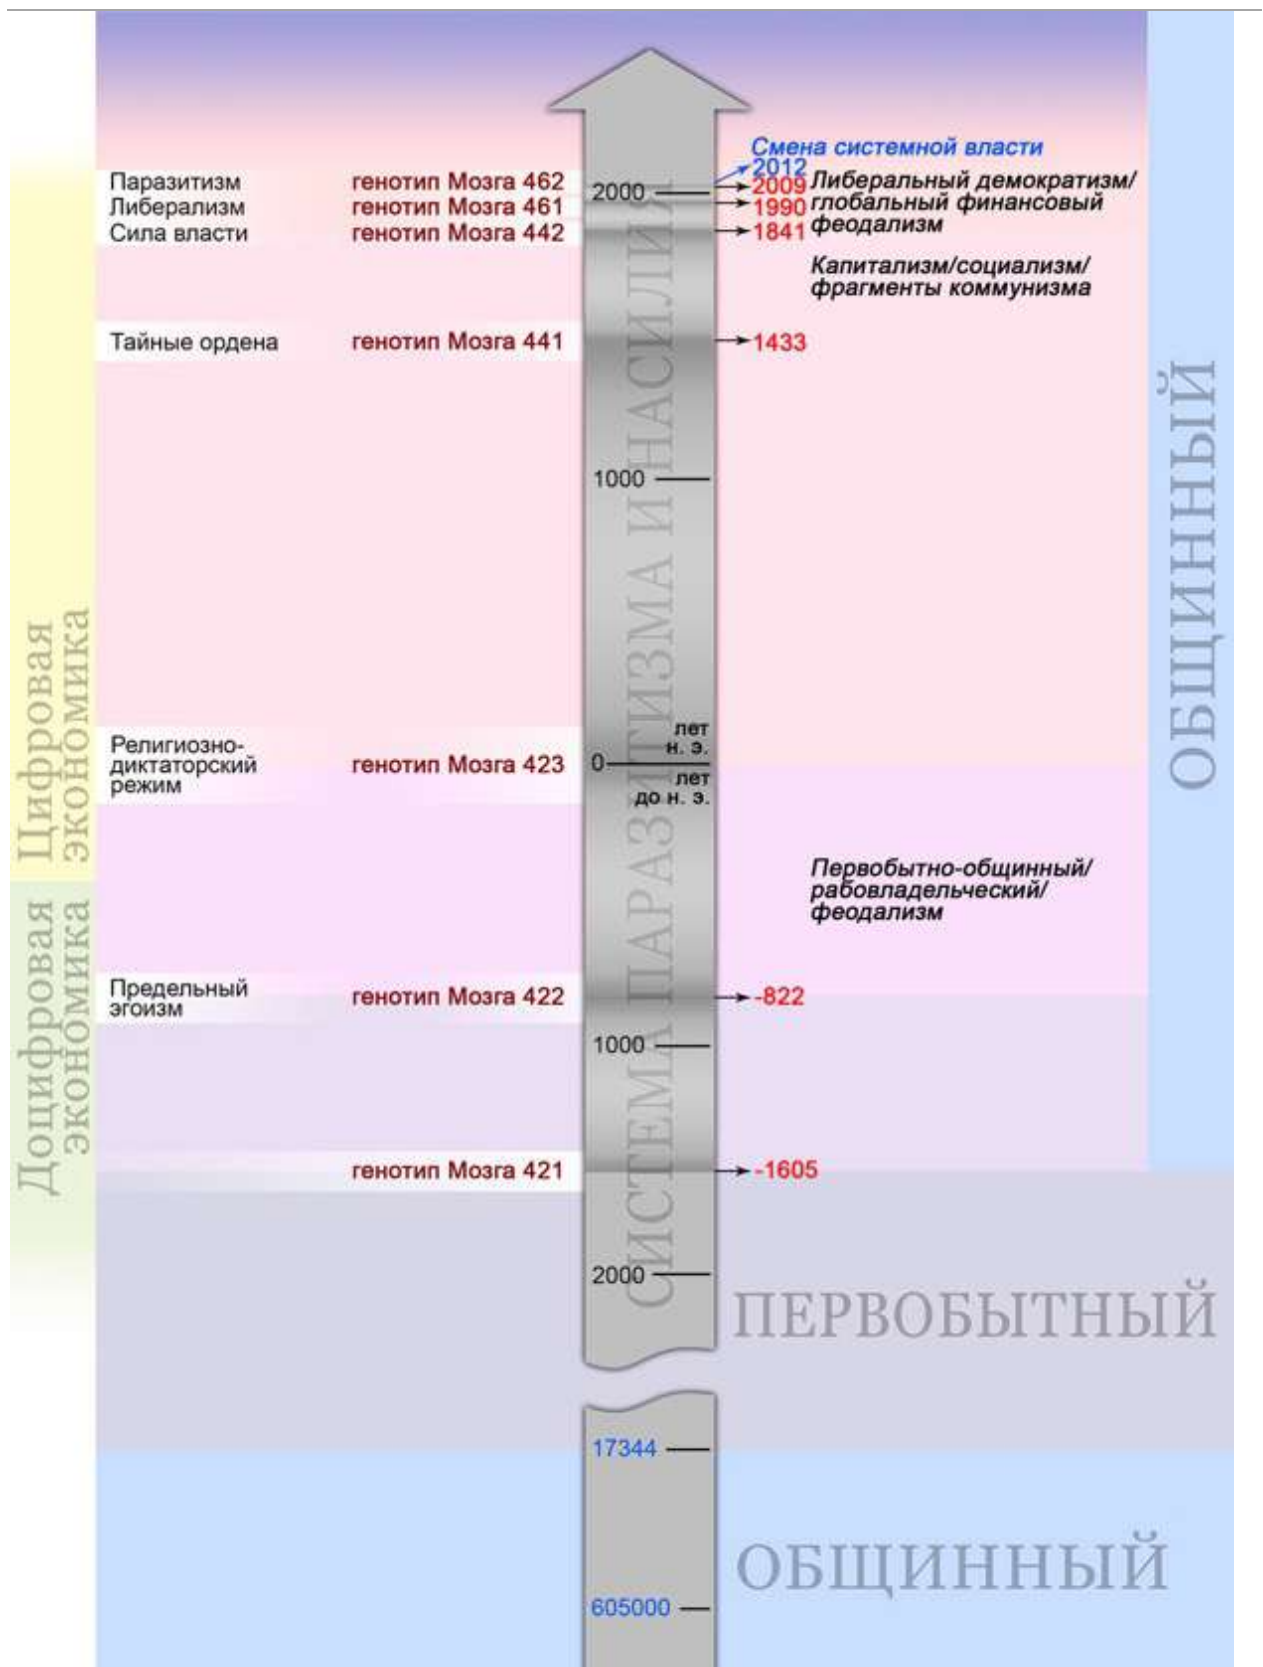 Смена системной власти
2012
Паразитизм
генотип Мозга 462
2000
2009
Либеральный демократизм/
глобальный финансовый
феодализм
Либерализм
генотип Мозга 461
1990
Сила власти
генотип Мозга 442
1841
Капитализм/социализм/
фрагменты коммунизма
Тайные ордена
генотип Мозга 441
1433
1000
Религиозно-
диктаторский
режим
генотип Мозга 423
лет
н. э.
0
лет
до н. э.
Первобытно-общинный/
рабовладельческий/
феодализм
Предельный
эгоизм
генотип Мозга 422
-822
1000
генотип Мозга 421
-1605
2000
17344
605000
СИСТЕМА ПАРАЗИТИЗМА И НАСИЛИЯ
Цифровая
экономика
Доцифровая
экономика
ОБЩИННЫЙ
ПЕРВОБЫТНЫЙ
ОБЩИННЫЙ